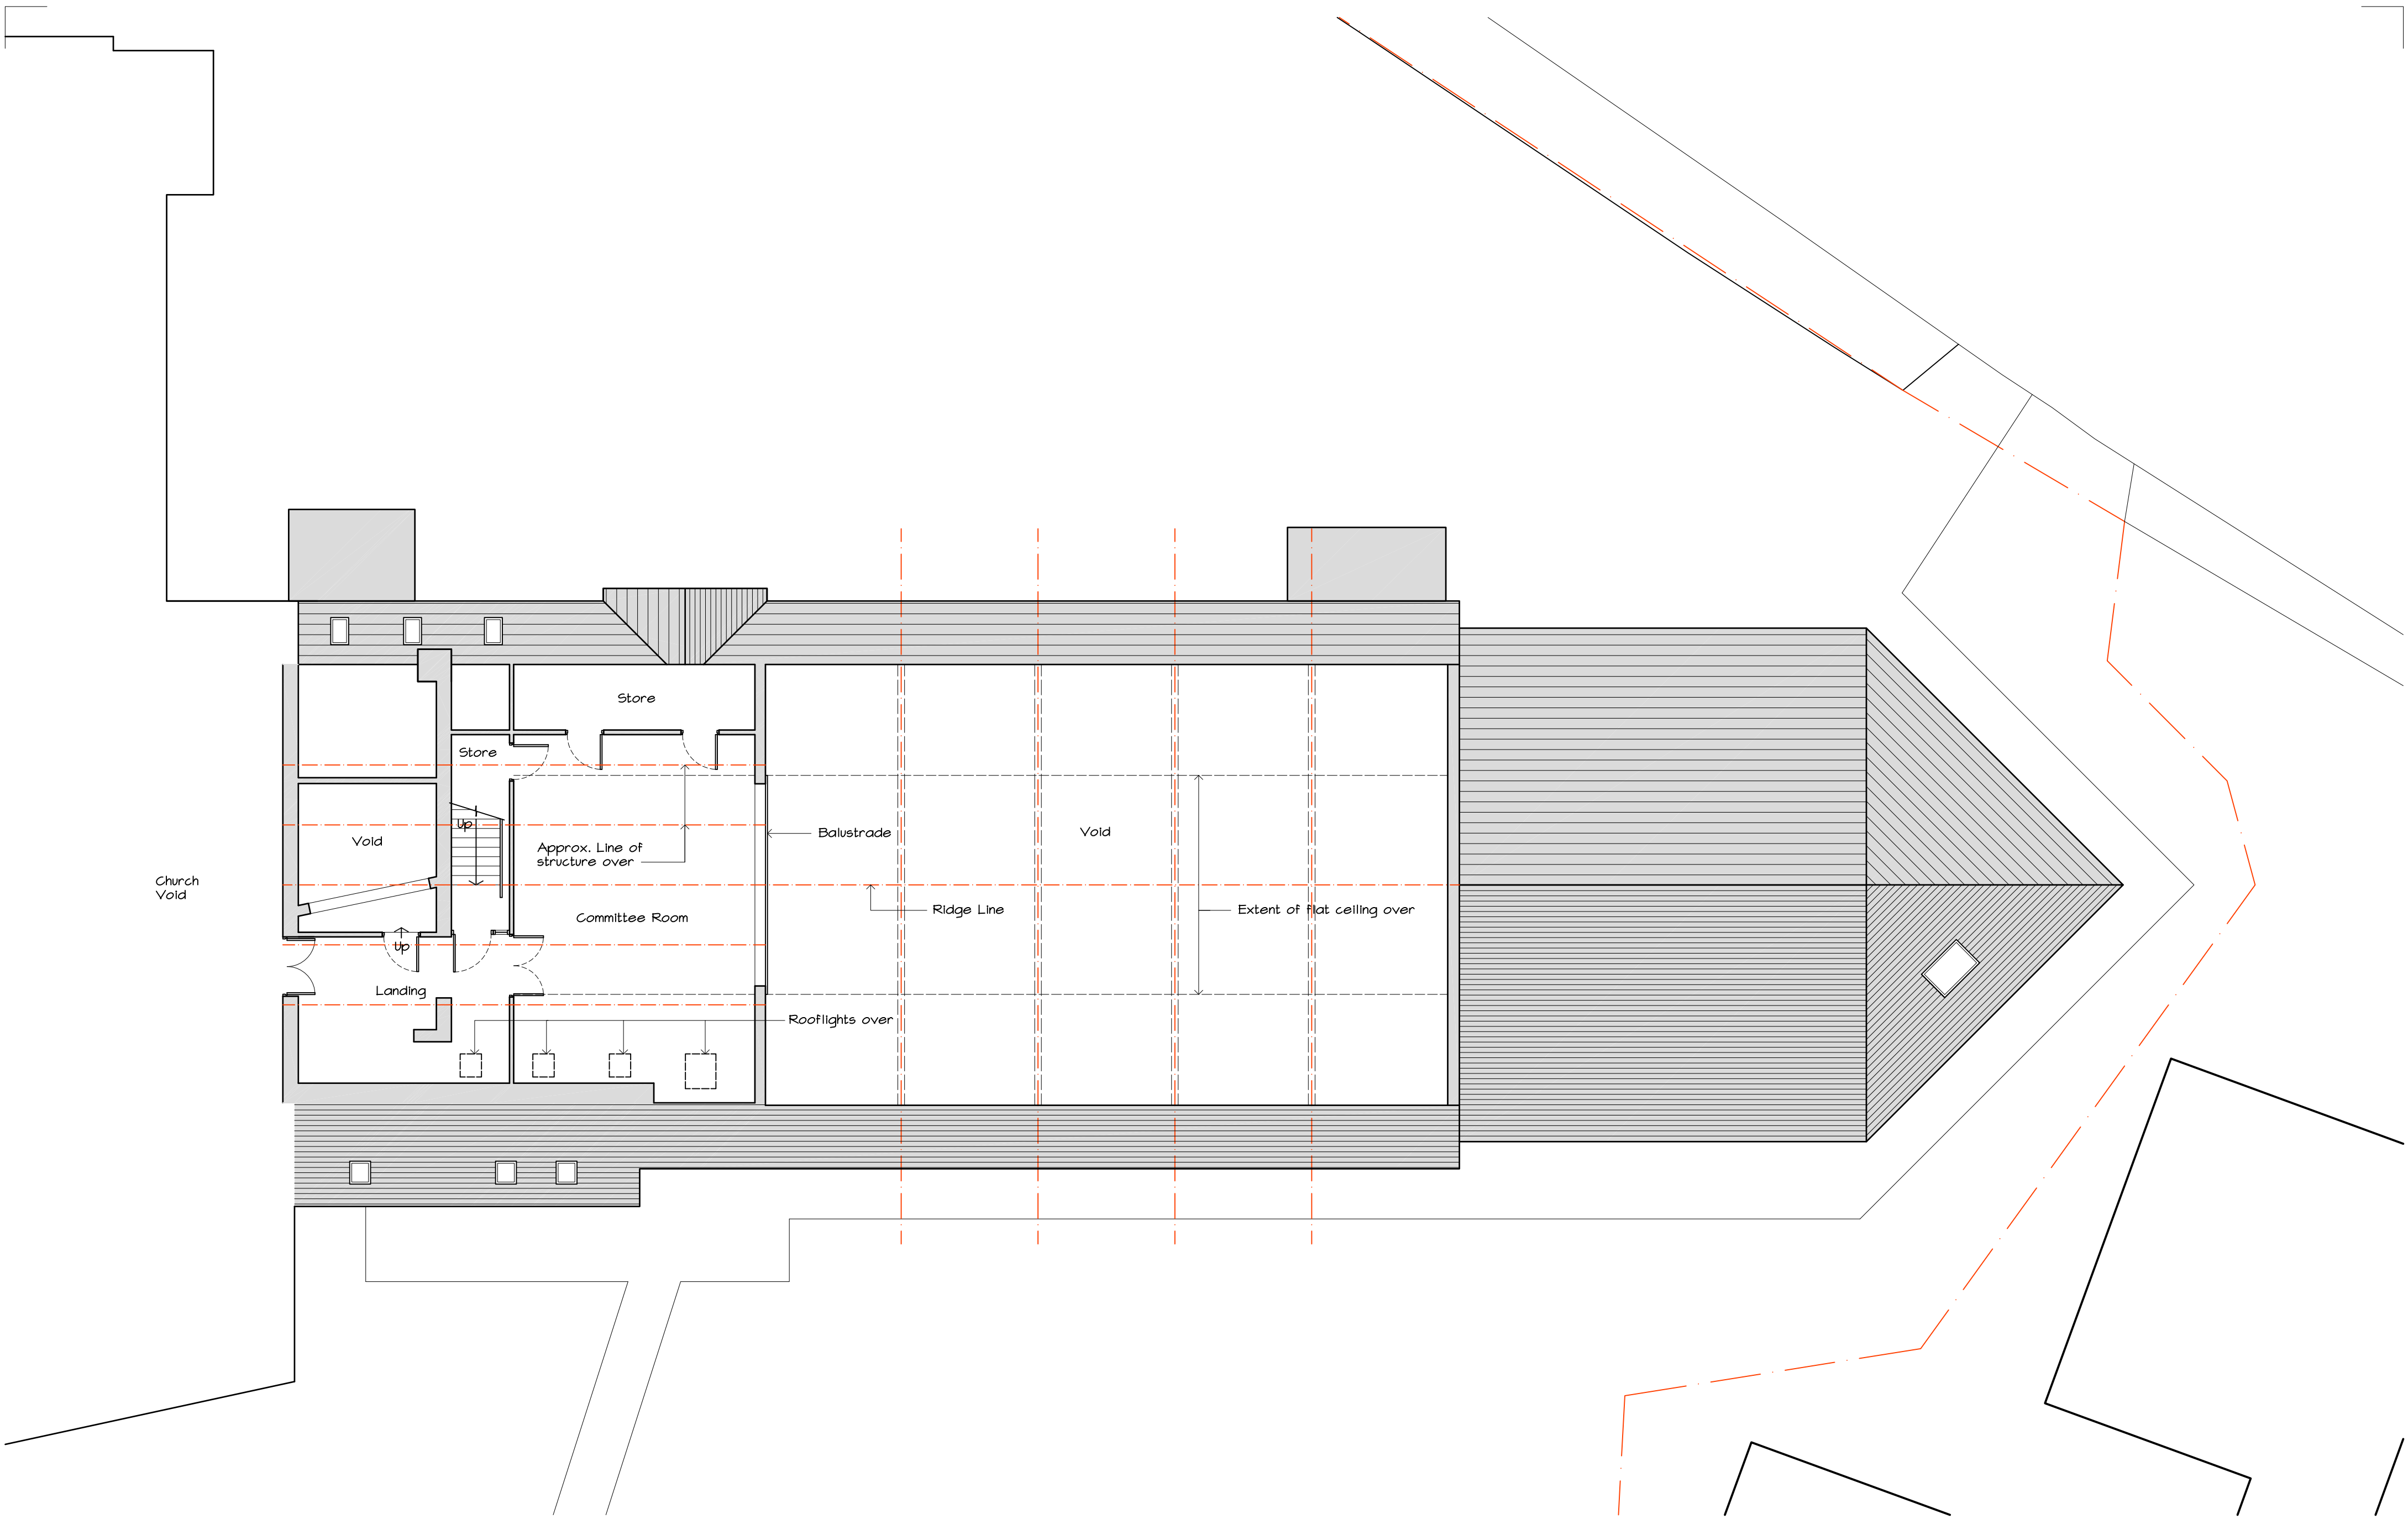 Store
Store
Up
Void
Balustrade
Void
Approx. Line of
structure over
Church
Void
Ridge Line
Extent of flat ceiling over
Committee Room
Up
Landing
Rooflights over